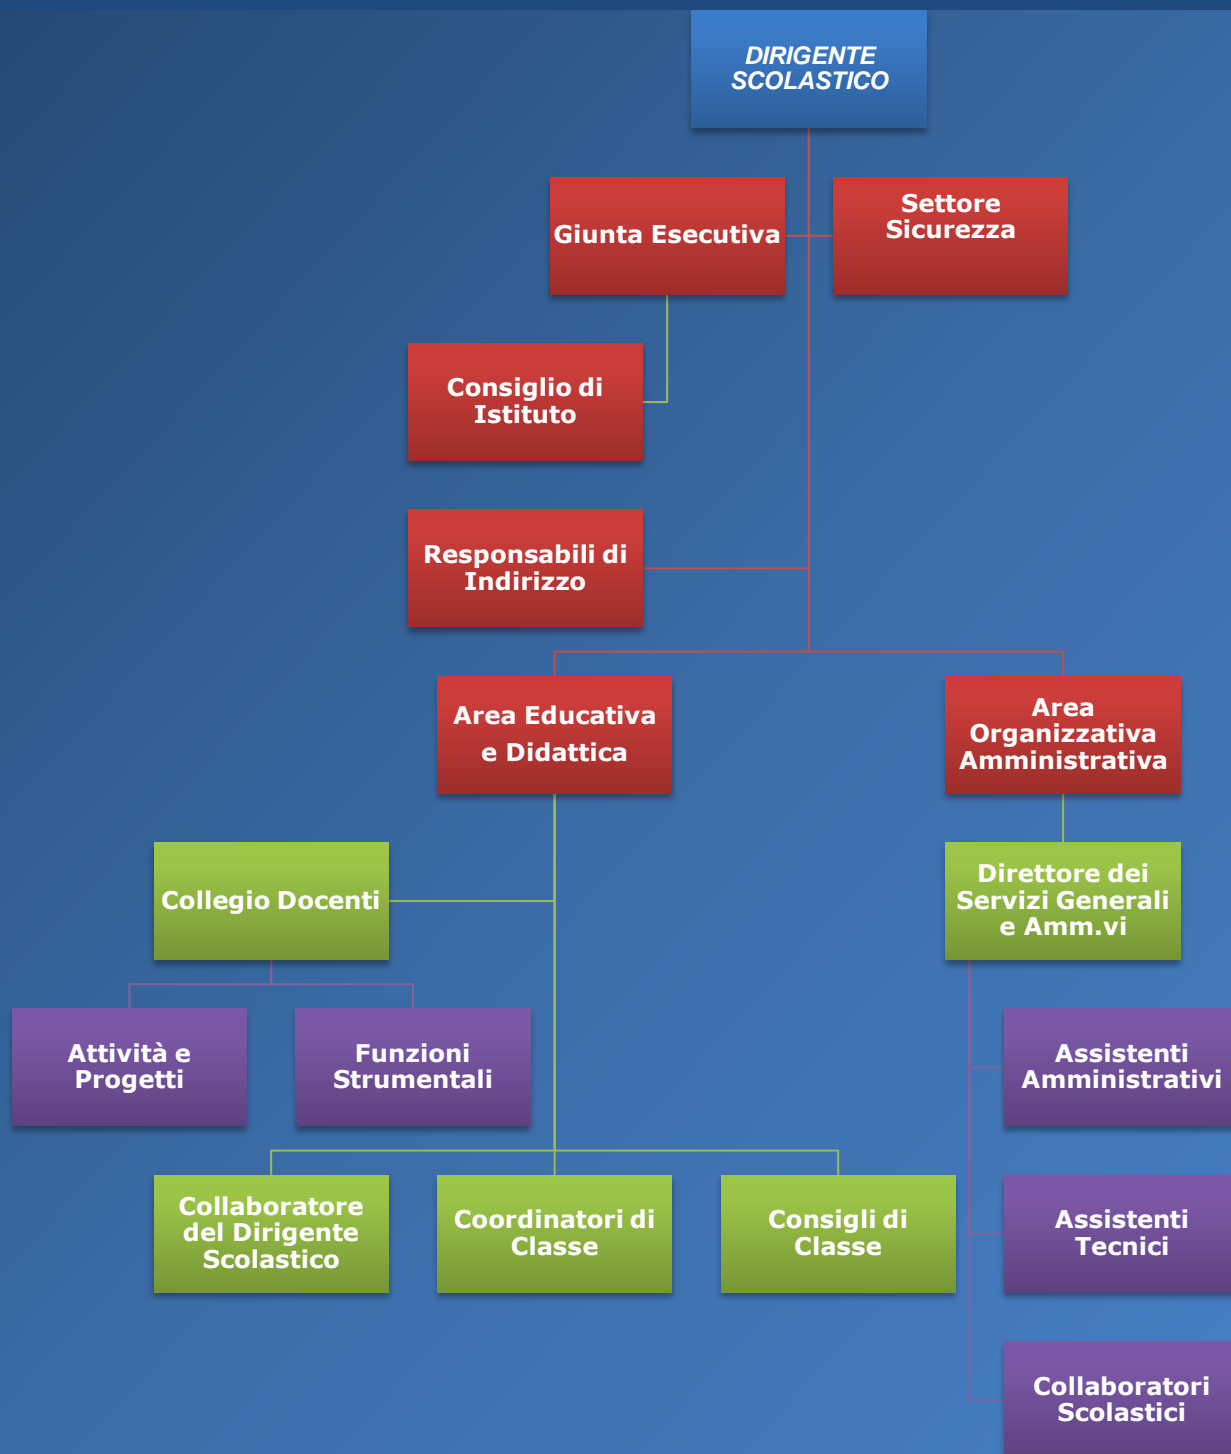 DIRIGENTE
SCOLASTICO
Giunta Esecutiva
Settore
Sicurezza
Consiglio di
Istituto
Responsabili di
Indirizzo
Area Educativa
e Didattica
Area
Organizzativa
Amministrativa
Collegio Docenti
Direttore dei
Servizi Generali
e Amm.vi
Attività e
Progetti
Funzioni
Strumentali
Assistenti
Amministrativi
Collaboratore
del Dirigente
Scolastico
Coordinatori di
Classe
Consigli di
Classe
Assistenti
Tecnici
Collaboratori
Scolastici